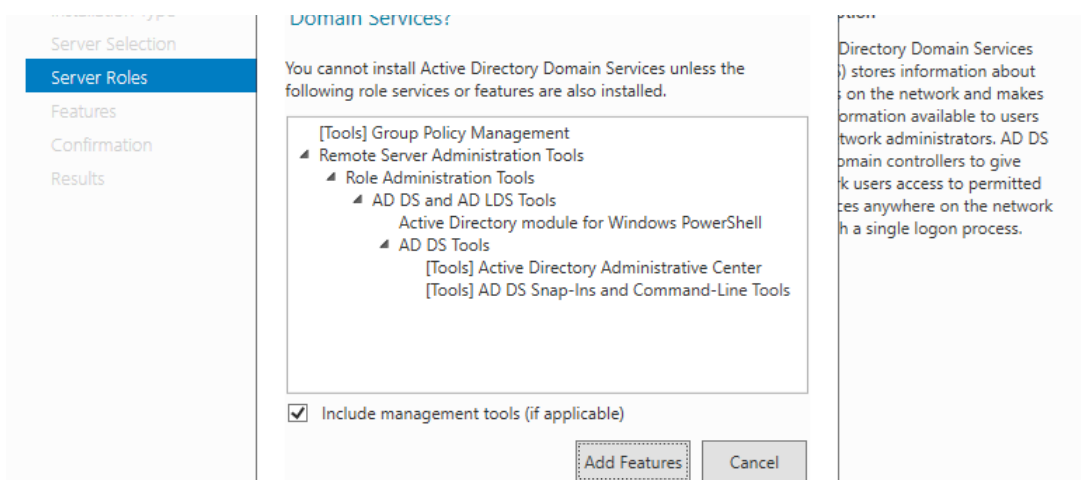 Domain Services?
Server Selection
Server Roles
Features
Confirmation
Results
You cannot install Active Directory Domain Services unless the
following role services or features are also installed.
[Tools] Group Policy Management
Remote Server Administration Tools
Role Administration Tools
AD DS and AD LDS Tools
Active Directory module for Windows PowerShell
AD DS Tools
[Tools] Active Directory Administrative Center
[Tools] AD DS Snap-Ins and Command-Line Tools
Include management tools (if applicable)
Add Features
Cancel
Directory Domain Services
) stores information about
on the network and makes
ormation available to users
twork administrators. AD DS
omain controllers to give
rk users access to permitted
ces anywhere on the network
h a single logon process.